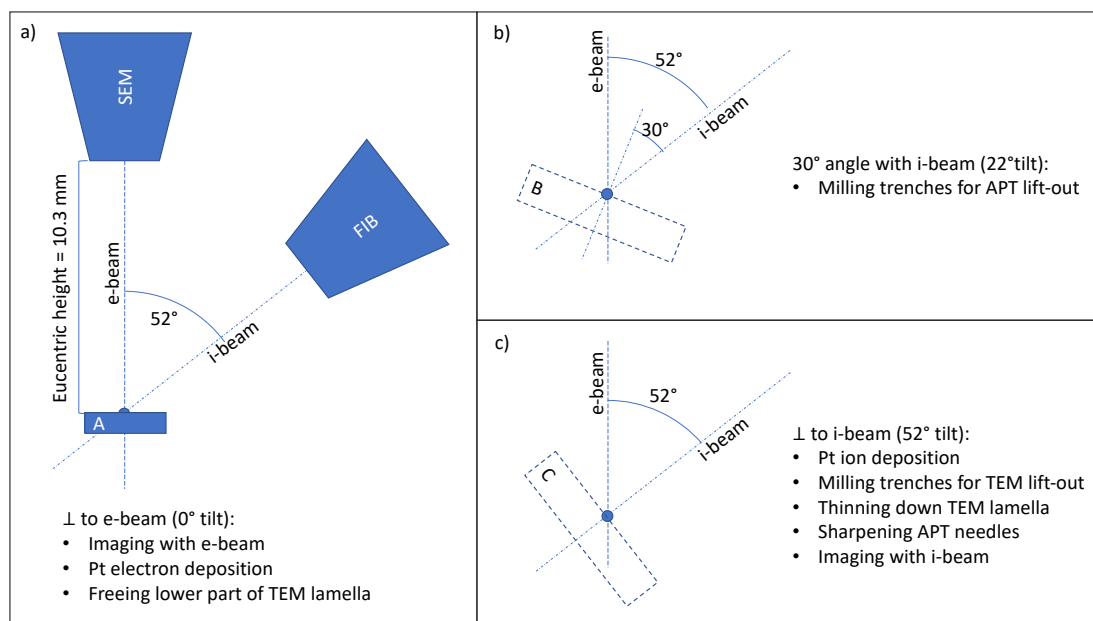 a)
SEM
Eucentric height = 10.3 mm
e-beam
52°
i-beam
FIB
A
⊥ to e-beam (0° tilt):
• Imaging with e-beam
• Pt electron deposition
• Freeing lower part of TEM lamella
b)
e-beam
52°
i-beam
30°
B
30° angle with i-beam (22°tilt):
• Milling trenches for APT lift-out
c)
e-beam
52°
i-beam
C
⊥ to i-beam (52° tilt):
• Pt ion deposition
• Milling trenches for TEM lift-out
• Thinning down TEM lamella
• Sharpening APT needles
• Imaging with i-beam